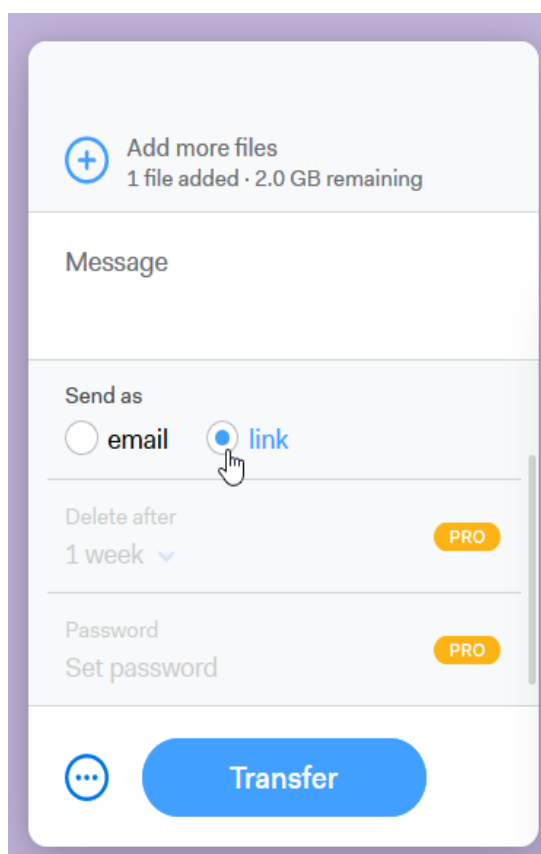 Add more files
1 file added · 2.0 GB remaining
Message
Send as
email link
Delete after
PRO
1 week
Password
PRO
Set password
Transfer